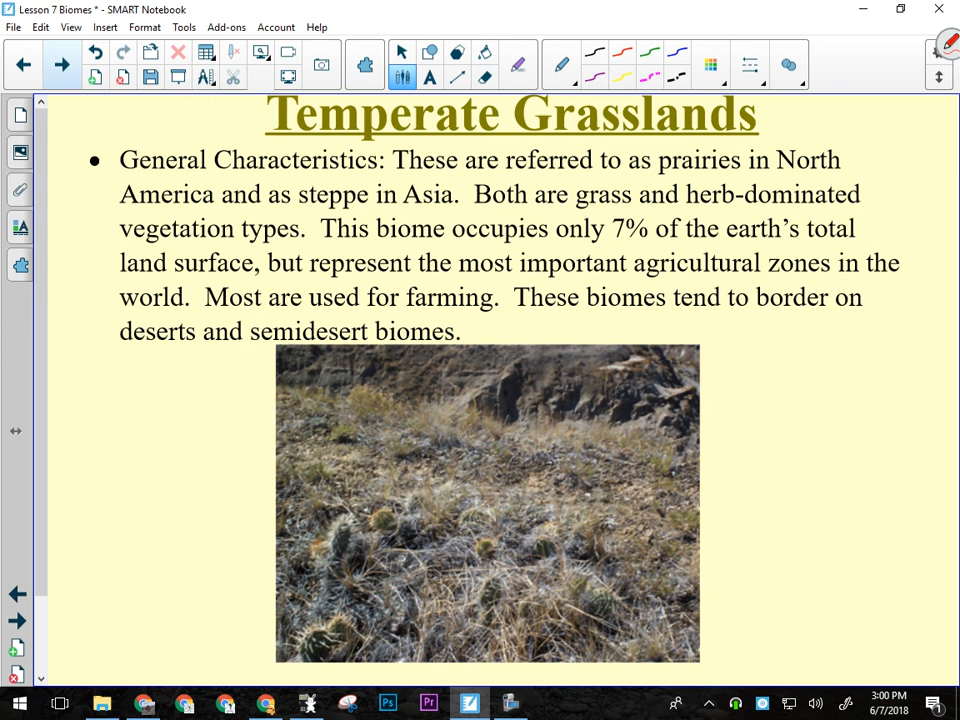 Lesson 7 Biomes * - SMART Notebook
File Edit View Insert Format Tools Add-ons Account Help
Temperate Grasslands
• General Characteristics: These are referred to as prairies in North
America and as steppe in Asia.  Both are grass and herb-dominated
vegetation types.  This biome occupies only 7% of the earth’s total
land surface, but represent the most important agricultural zones in the
world.  Most are used for farming.  These biomes tend to border on
deserts and semidesert biomes.
Ps Pr
3:00 PM
6/7/2018
1